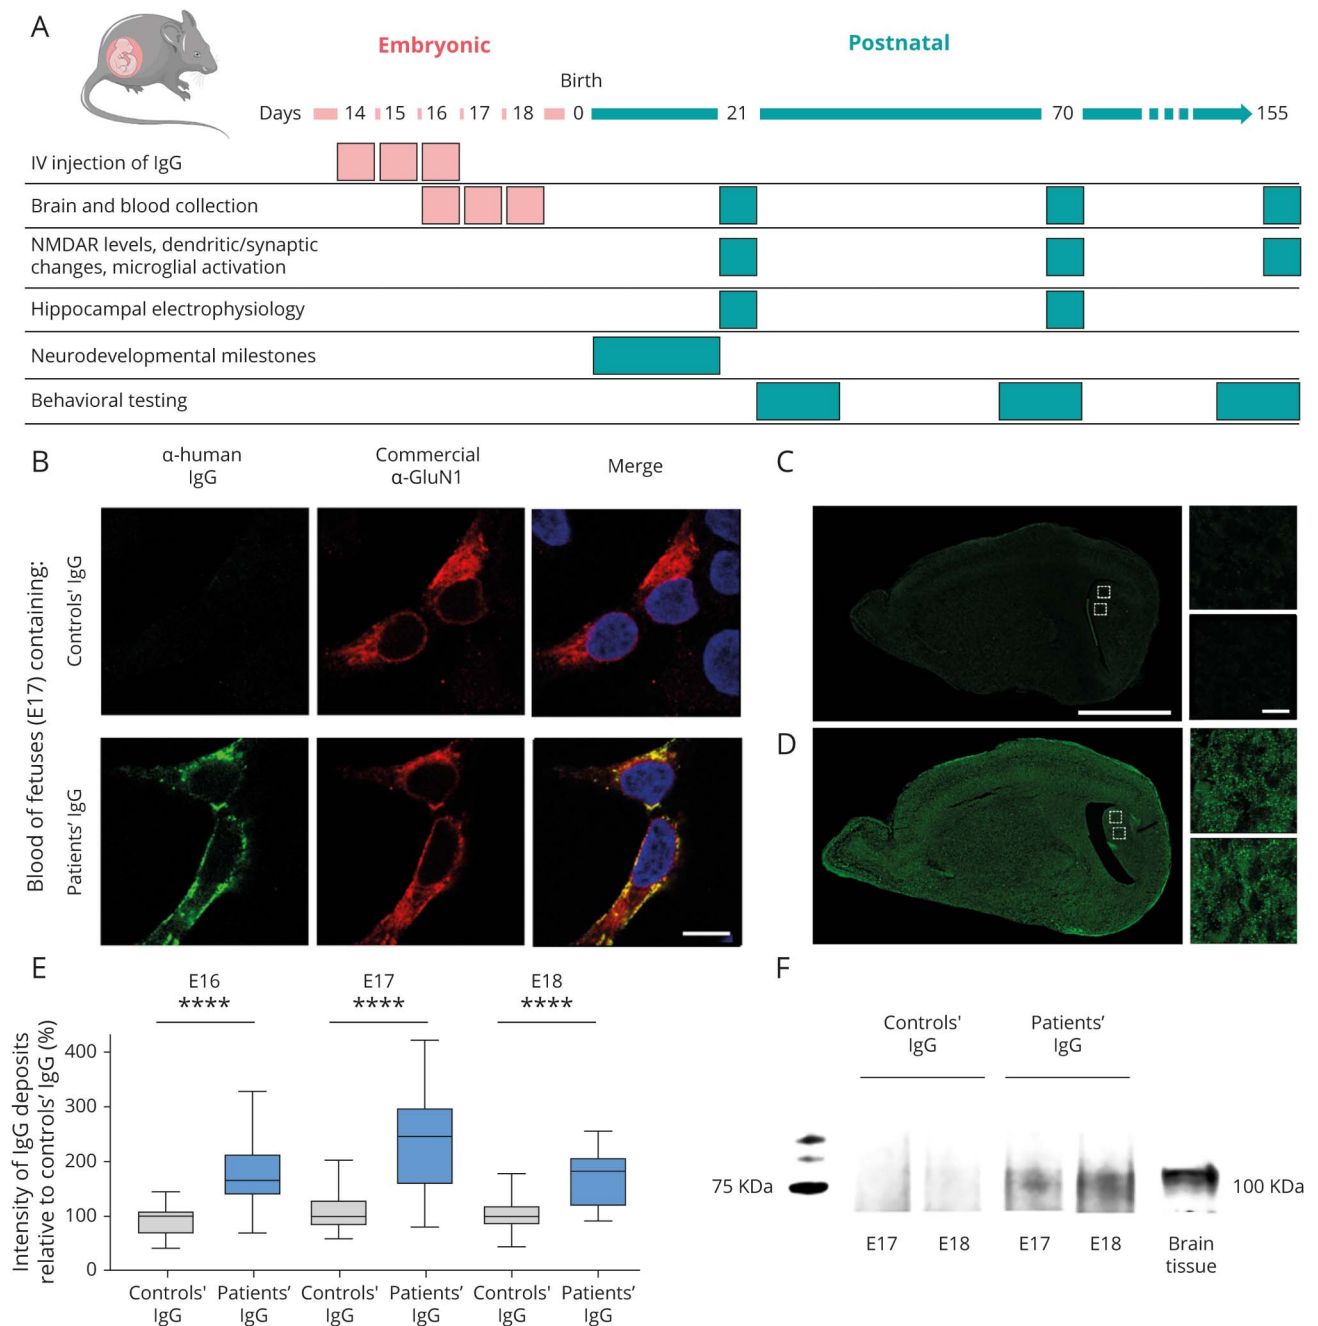 A
Embryonic
Postnatal
Birth
Days 14 15 16 17 18 0 21 70 155
IV injection of IgG
Brain and blood collection
NMDAR levels, dendritic/synaptic
changes, microglial activation
Hippocampal electrophysiology
Neurodevelopmental milestones
Behavioral testing
B
α-human
IgG
Commercial
α-GluN1
Merge
Blood of fetuses (E17) containing:
Controls' IgG
Patients’ IgG
C
D
E
E16
****
E17
****
E18
****
Intensity of IgG deposits
relative to controls’ IgG (%)
400
300
200
100
0
Controls'
IgG
Patients’
IgG
Controls'
IgG
Patients’
IgG
Controls'
IgG
Patients’
IgG
F
Controls'
IgG
Patients’
IgG
75 KDa
100 KDa
E17
E18
E17
E18
Brain
tissue